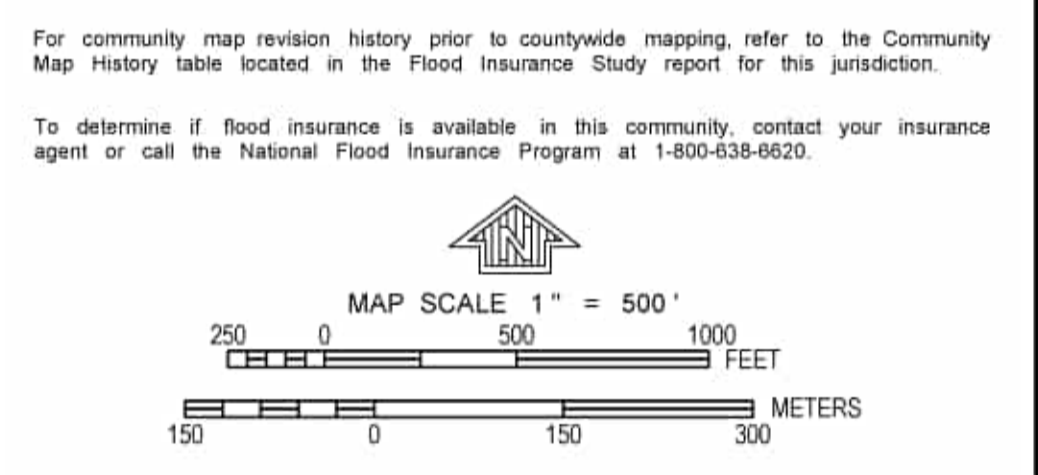 For community map revision history prior to countywide mapping, refer to the Community
Map History table located in the Flood Insurance Study report for this jurisdiction.
To determine if flood insurance is available in this community, contact your insurance
agent or call the National Flood Insurance Program at 1-800-638-6620.
N
MAP SCALE 1" = 500'
250 0 500 1000
FEET
METERS
150 0 150 300